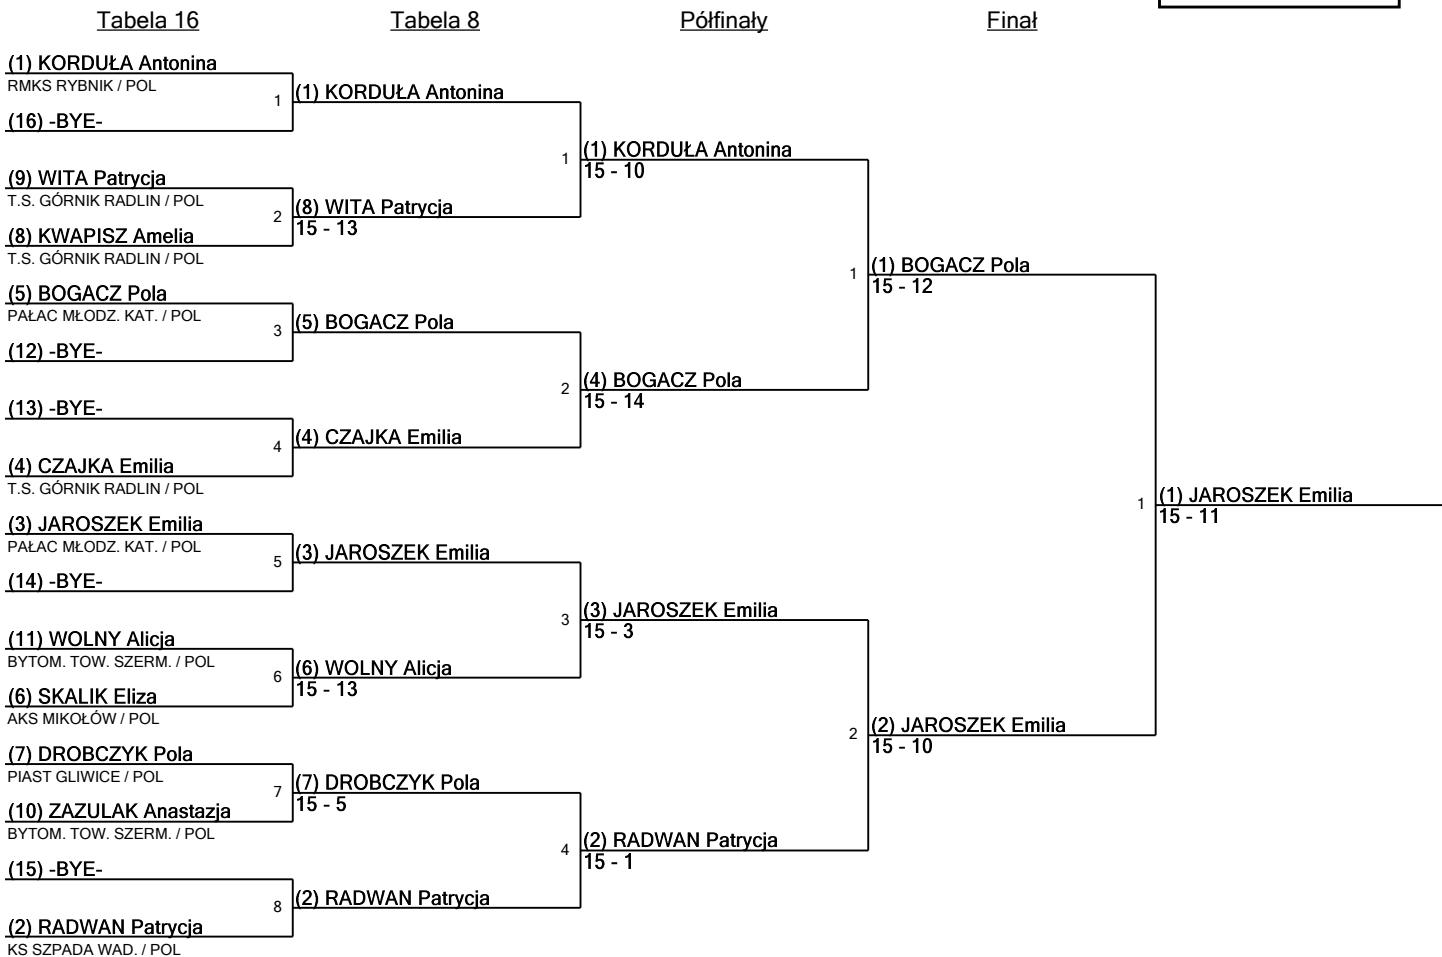 Tabela 16
Tabela 8
Półfinały
Finał
(1) KORDUŁA Antonina
RMKS RYBNIK / POL
1
(16) -BYE-
(9) WITA Patrycja
T.S. GÓRNIK RADLIN / POL
2
(8) KWAPISZ Amelia
T.S. GÓRNIK RADLIN / POL
(5) BOGACZ Pola
PAŁAC MŁODZ. KAT. / POL
3
(12) -BYE-
(13) -BYE-
4
(4) CZAJKA Emilia
T.S. GÓRNIK RADLIN / POL
(3) JAROSZEK Emilia
PAŁAC MŁODZ. KAT. / POL
5
(14) -BYE-
(11) WOLNY Alicja
BYTOM. TOW. SZERM. / POL
6
(6) SKALIK Eliza
AKS MIKOŁÓW / POL
(7) DROBCZYK Pola
PIAST GLIWICE / POL
7
(10) ZAZULAK Anastazja
BYTOM. TOW. SZERM. / POL
(15) -BYE-
8
(2) RADWAN Patrycja
KS SZPADA WAD. / POL
(1) KORDUŁA Antonina
1
(8) WITA Patrycja
15 - 13
(5) BOGACZ Pola
2
(4) CZAJKA Emilia
(3) JAROSZEK Emilia
3
(6) WOLNY Alicja
15 - 13
(7) DROBCZYK Pola
15 - 5
4
(2) RADWAN Patrycja
(1) KORDUŁA Antonina
15 - 10
1
(4) BOGACZ Pola
15 - 14
(3) JAROSZEK Emilia
15 - 3
2
(2) RADWAN Patrycja
15 - 1
(1) BOGACZ Pola
15 - 12
1
(2) JAROSZEK Emilia
15 - 10
(1) JAROSZEK Emilia
15 - 11